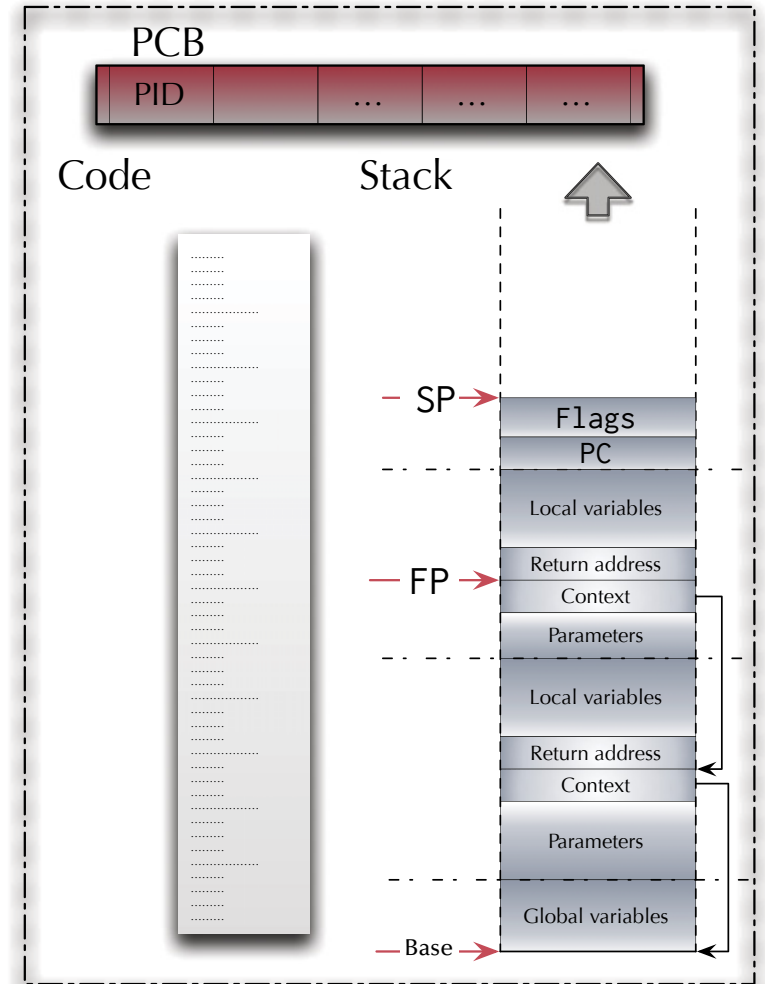 PCB
PID ... ... ...
Code Stack
SP
Flags
PC
Local variables
Return address
FP
Context
Parameters
Local variables
Return address
Context
Parameters
Global variables
Base